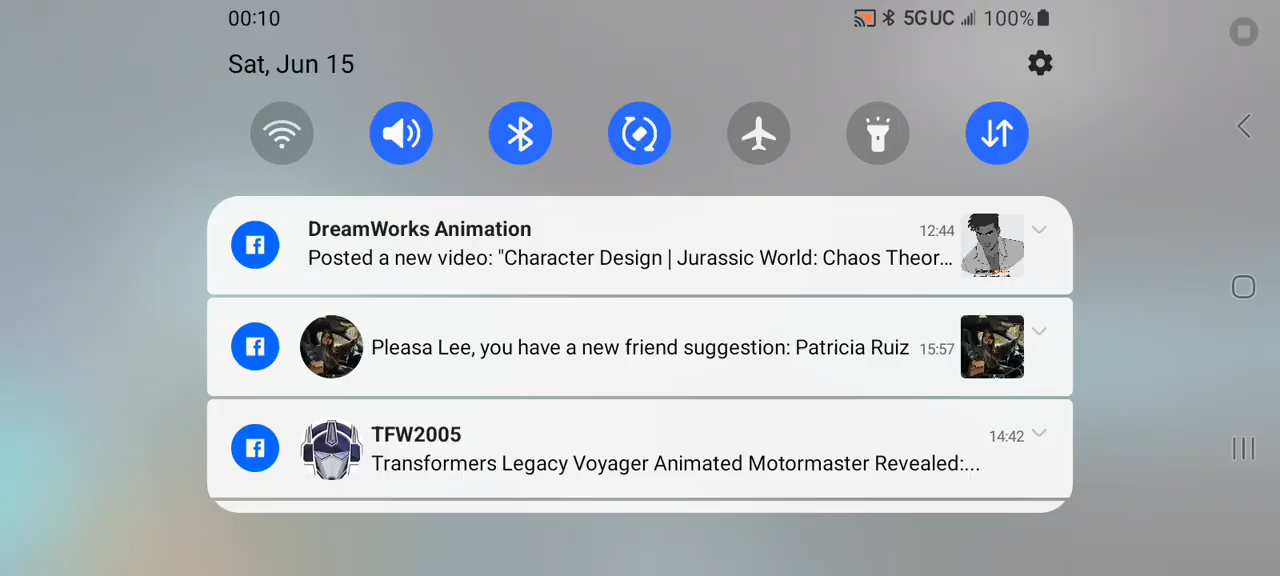 00:10
5G UC 100%
Sat, Jun 15
DreamWorks Animation
12:44
Posted a new video: "Character Design | Jurassic World: Chaos Theor...
Pleasa Lee, you have a new friend suggestion: Patricia Ruiz
15:57
TFW2005
14:42
Transformers Legacy Voyager Animated Motormaster Revealed:...